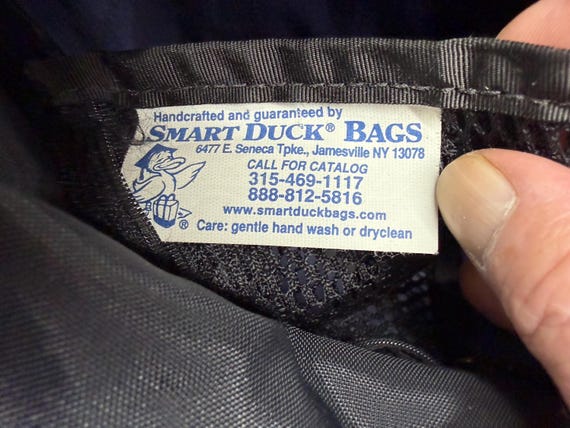 Handcrafted and guaranteed by
SMART DUCK® BAGS
6477 E. Seneca Tpke., Jamesville NY 13078
CALL FOR CATALOG
315-469-1117
888-812-5816
www.smartduckbags.com
® Care: gentle hand wash or dryclean